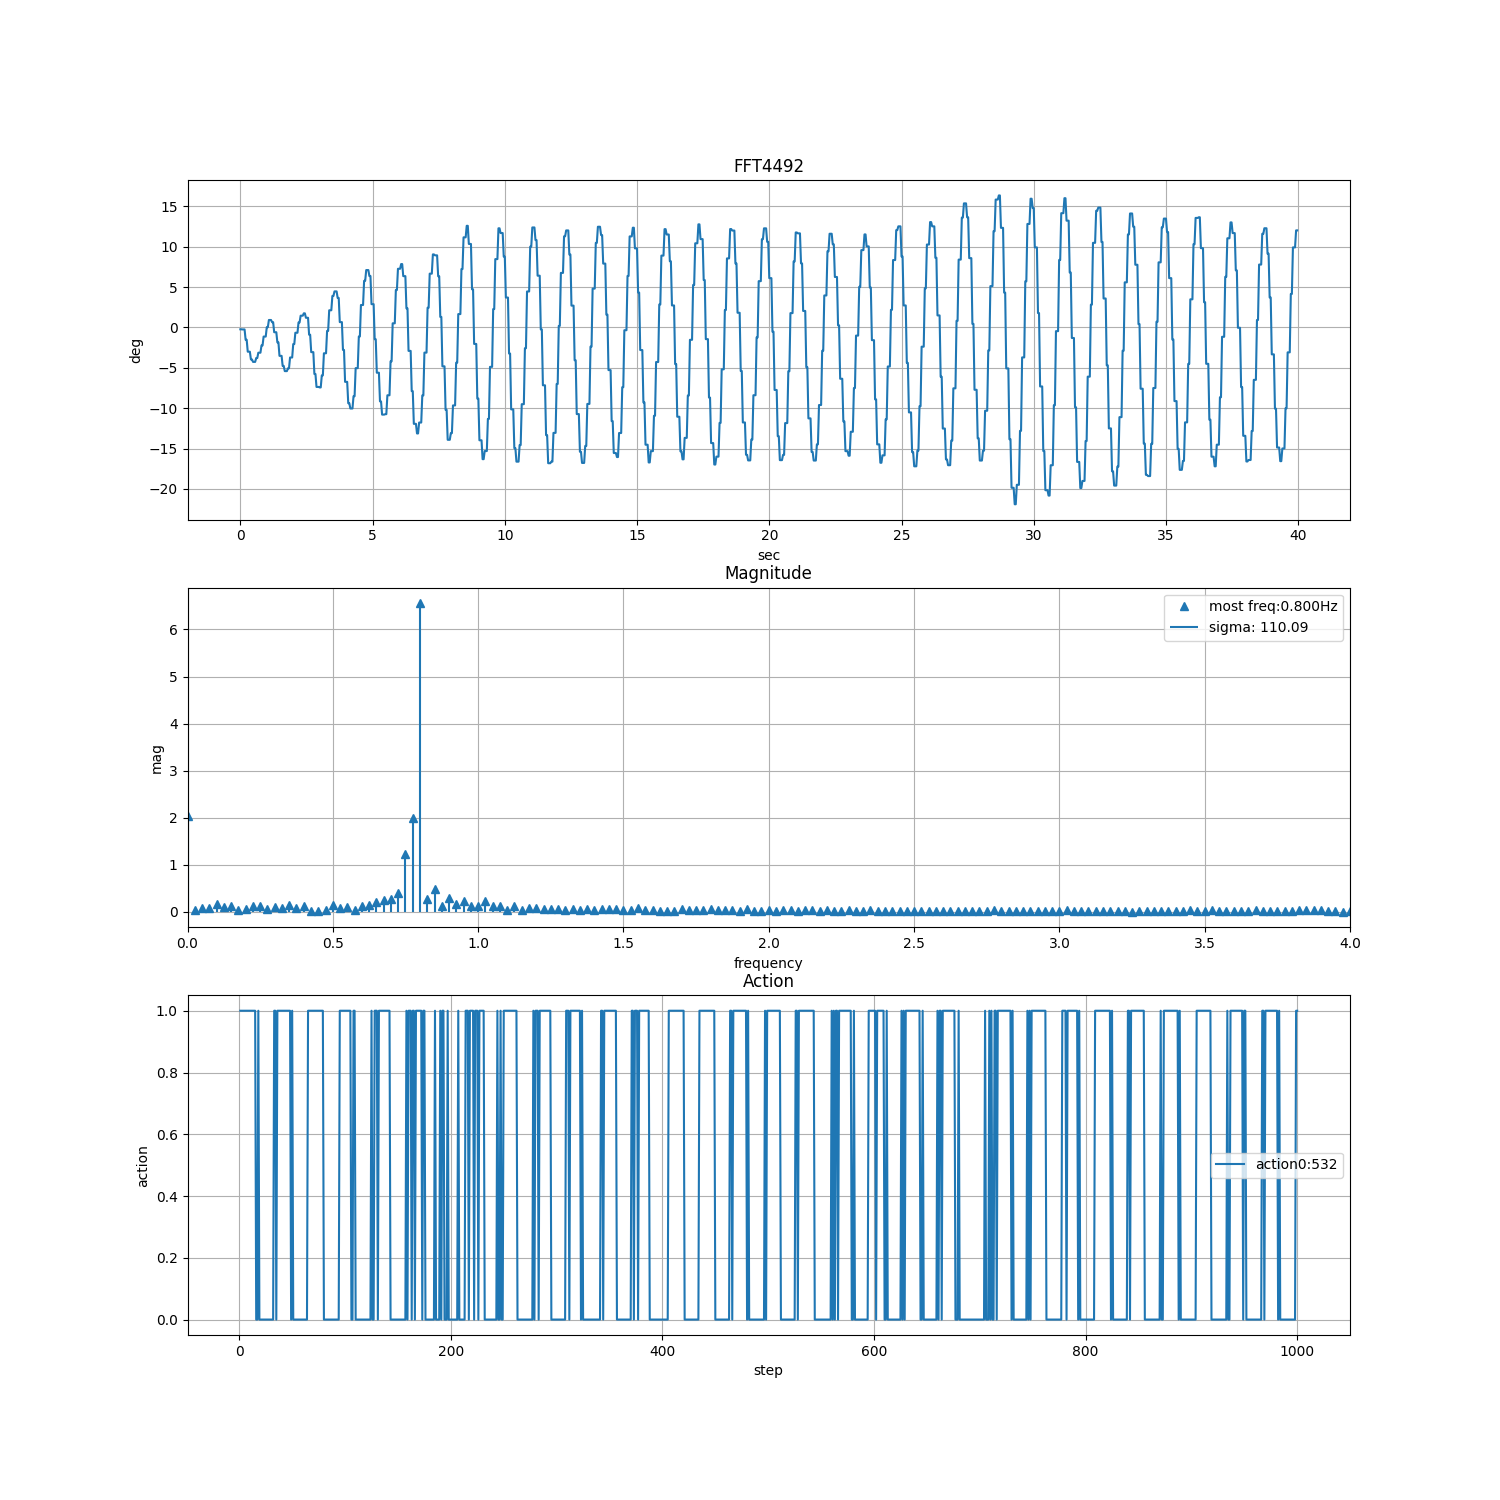 FFT4492
15
10
5
0
−5
−10
−15
−20
deg
0 5 10 15 20 25 30 35 40
sec
Magnitude
most freq:0.800Hz
sigma: 110.09
6
5
4
3
2
1
0
mag
0.0 0.5 1.0 1.5 2.0 2.5 3.0 3.5 4.0
frequency
Action
1.0
0.8
0.6
0.4
0.2
0.0
action
action0:532
0 200 400 600 800 1000
step